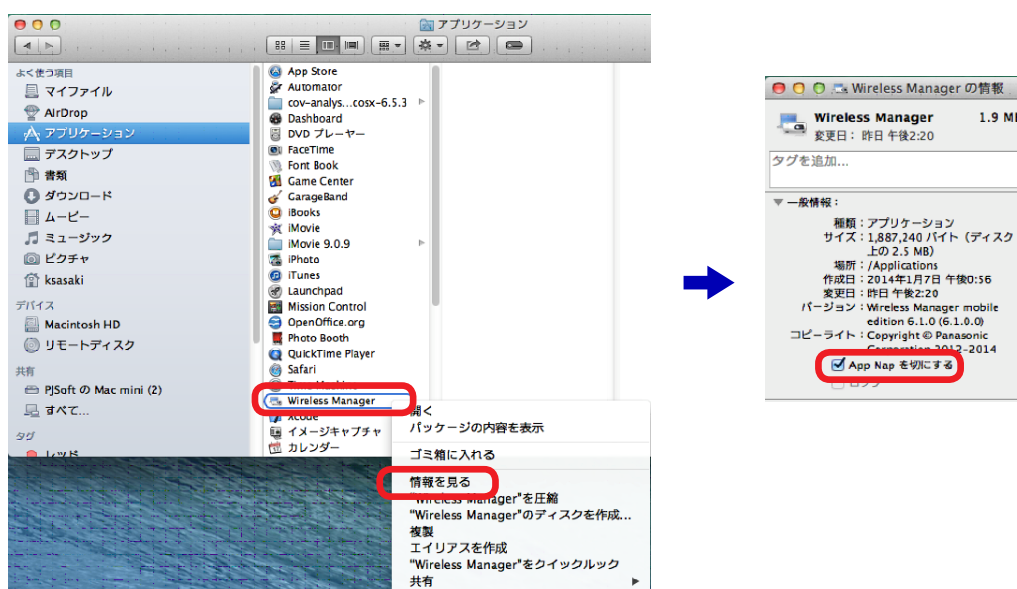 アプリケーション
よく使う項目
マイファイル
AirDrop
アプリケーション
デスクトップ
書類
ダウンロード
ムービー
ミュージック
ピクチャ
ksasaki
デバイス
Macintosh HD
リモートディスク
共有
PJSoft の Mac mini (2)
すべて...
タグ
レッド
App Store
Automator
cov-analys...cosx-6.5.3
Dashboard
DVD プレーヤー
FaceTime
Font Book
Game Center
GarageBand
iBooks
iMovie
iMovie 9.0.9
iPhoto
iTunes
Launchpad
Mission Control
OpenOffice.org
Photo Booth
QuickTime Player
Safari
Time Machine
Wireless Manager
Xcode
イメージキャプチャ
カレンダー
開く
パッケージの内容を表示
ゴミ箱に入れる
情報を見る
"Wireless Manager"を圧縮
"Wireless Manager"のディスクを作成...
複製
エイリアスを作成
"Wireless Manager"をクイックルック
共有
Wireless Manager の情報
Wireless Manager 1.9 M
変更日： 昨日 午後2:20
タグを追加...
一般情報：
種類：アプリケーション
サイズ：1,887,240 バイト（ディスク
上の 2.5 MB）
場所：/Applications
作成日：2014年1月7日 午後0:56
変更日：昨日 午後2:20
バージョン：Wireless Manager mobile
edition 6.1.0 (6.1.0.0)
コピーライト：Copyright © Panasonic
Corporation 2012-2014
App Nap を切にする
ロック